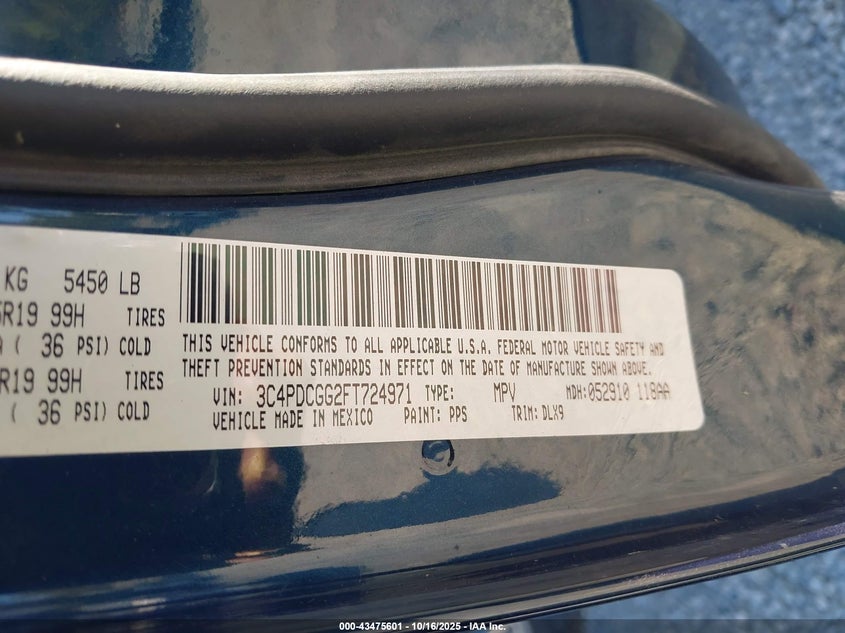 KG 5450 LB
R19 99H TIRES
( 36 PSI) COLD
R19 99H TIRES
( 36 PSI) COLD
THIS VEHICLE CONFORMS TO ALL APPLICABLE U.S.A. FEDERAL MOTOR VEHICLE SAFETY AND
THEFT PREVENTION STANDARDS IN EFFECT ON THE DATE OF MANUFACTURE SHOWN ABOVE.
VIN: 3C4PDCGG2FT724971 TYPE: MPV MDH: 052910 118AA
VEHICLE MADE IN MEXICO PAINT: PPS TRIM: DLX9
000-43475601 - 10/16/2025 - IAA Inc.